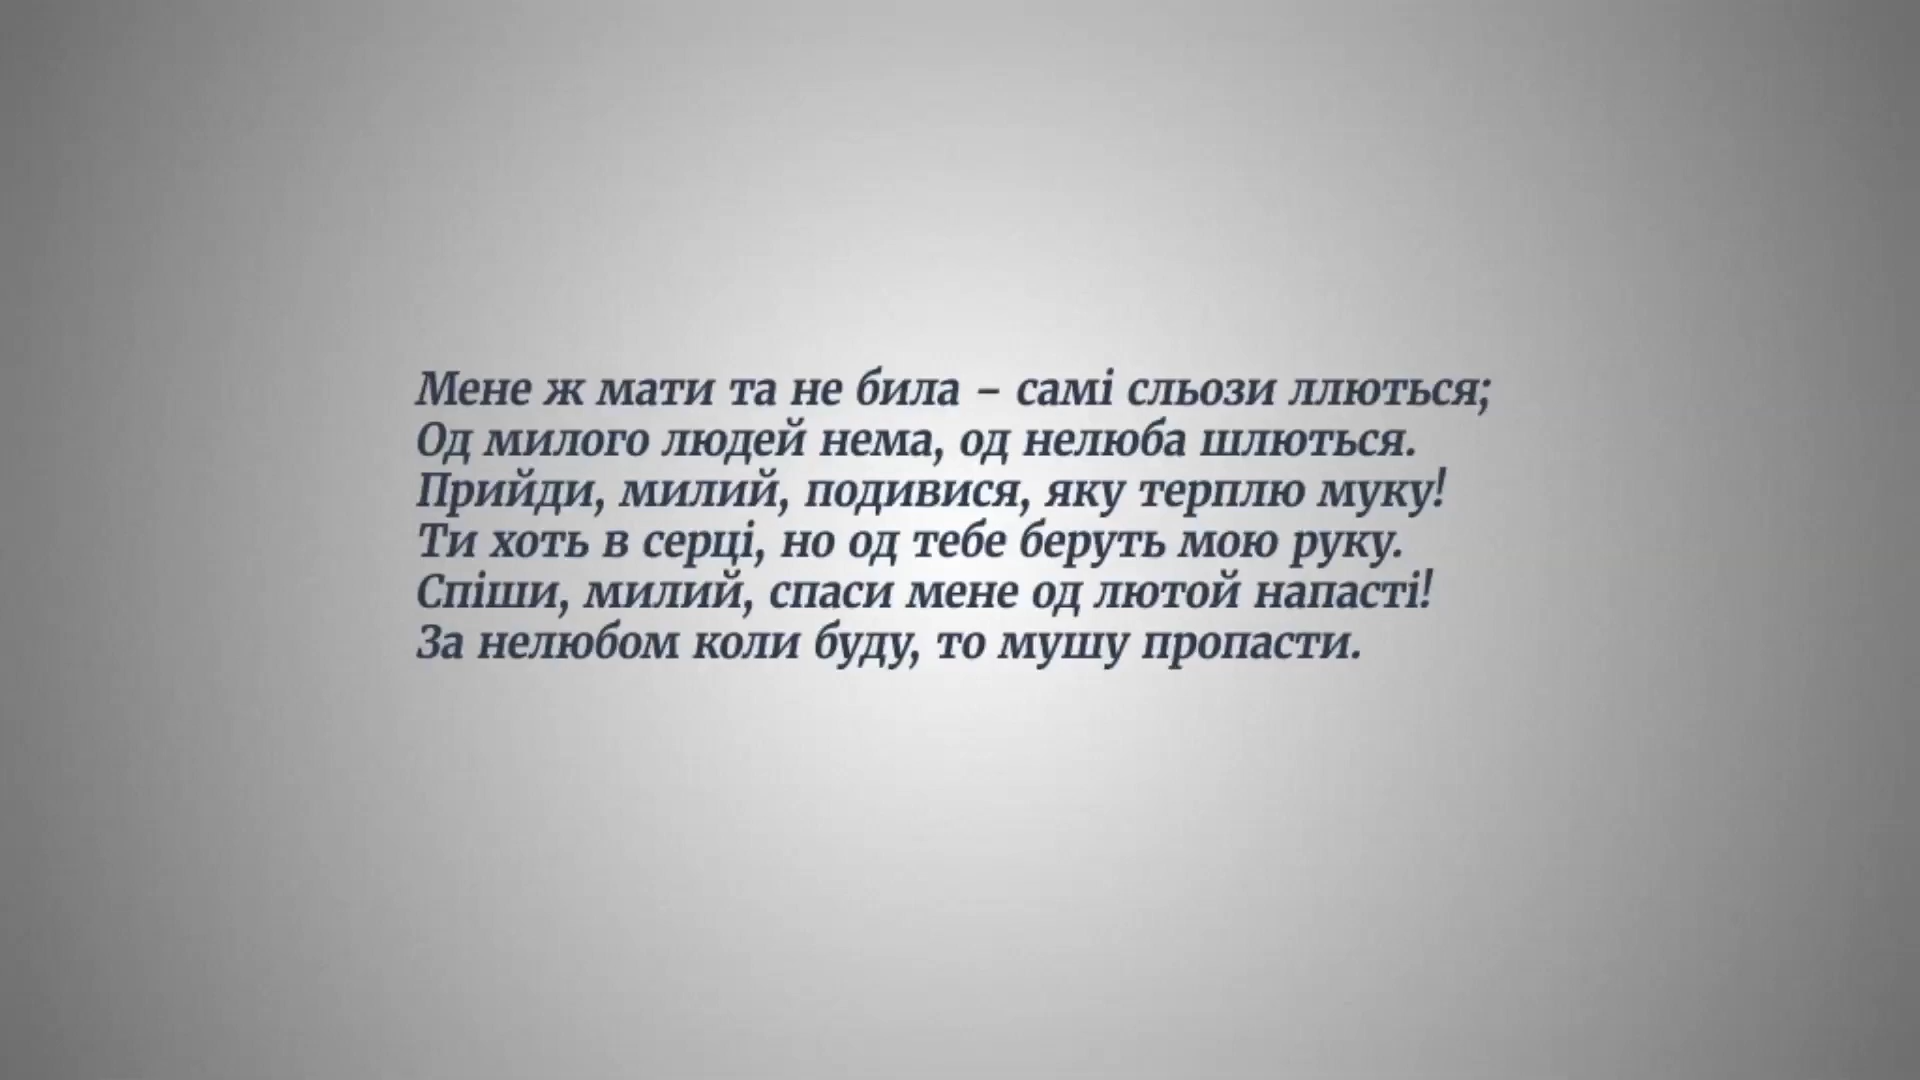 Мене ж мати та не била – самі сльози ллються;
Од милого людей нема, од нелюба шлються.
Прийди, милий, подивися, яку терплю муку!
Ти хоть в серці, но од тебе беруть мою руку.
Спіши, милий, спаси мене од лютой напасті!
За нелюбом коли буду, то мушу пропасти.